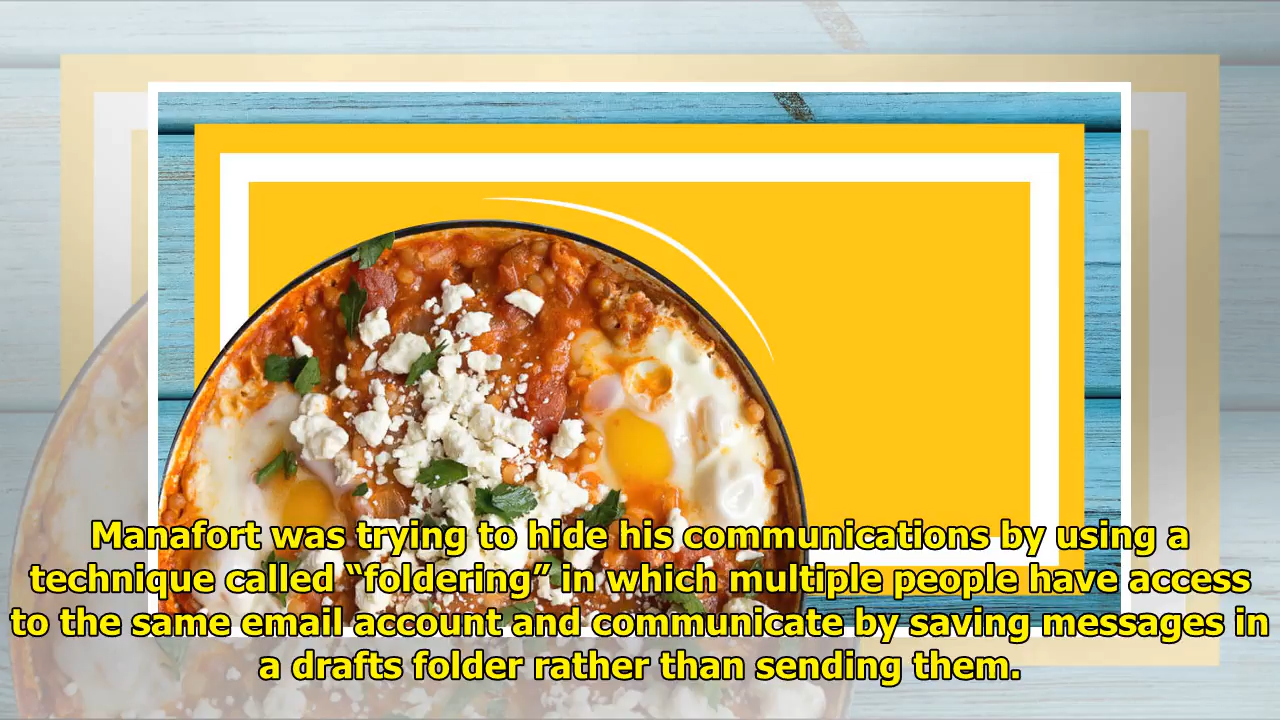 Manafort was trying to hide his communications by using a
technique called “foldering” in which multiple people have access
to the same email account and communicate by saving messages in
a drafts folder rather than sending them.